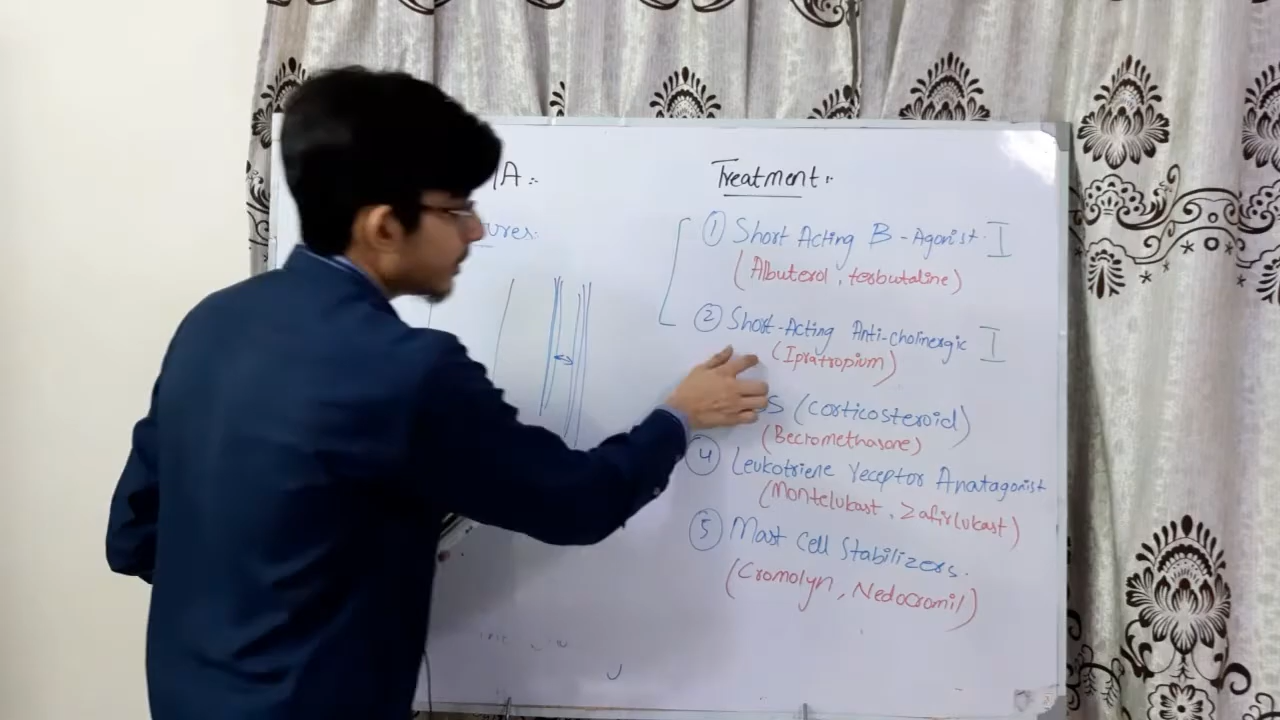 Treatment:
① Short Acting B-Agonist. I
(Albuterol, terbutaline)
② Short-Acting Anti-cholinergic I
(Ipratropium)
(corticosteroid)
(Becromethasone)
④ Leukotriene receptor Anatagonist
(Montelukast, Zafirlukast)
⑤ Mast Cell Stabilizers.
(Cromolyn, Nedocromil)